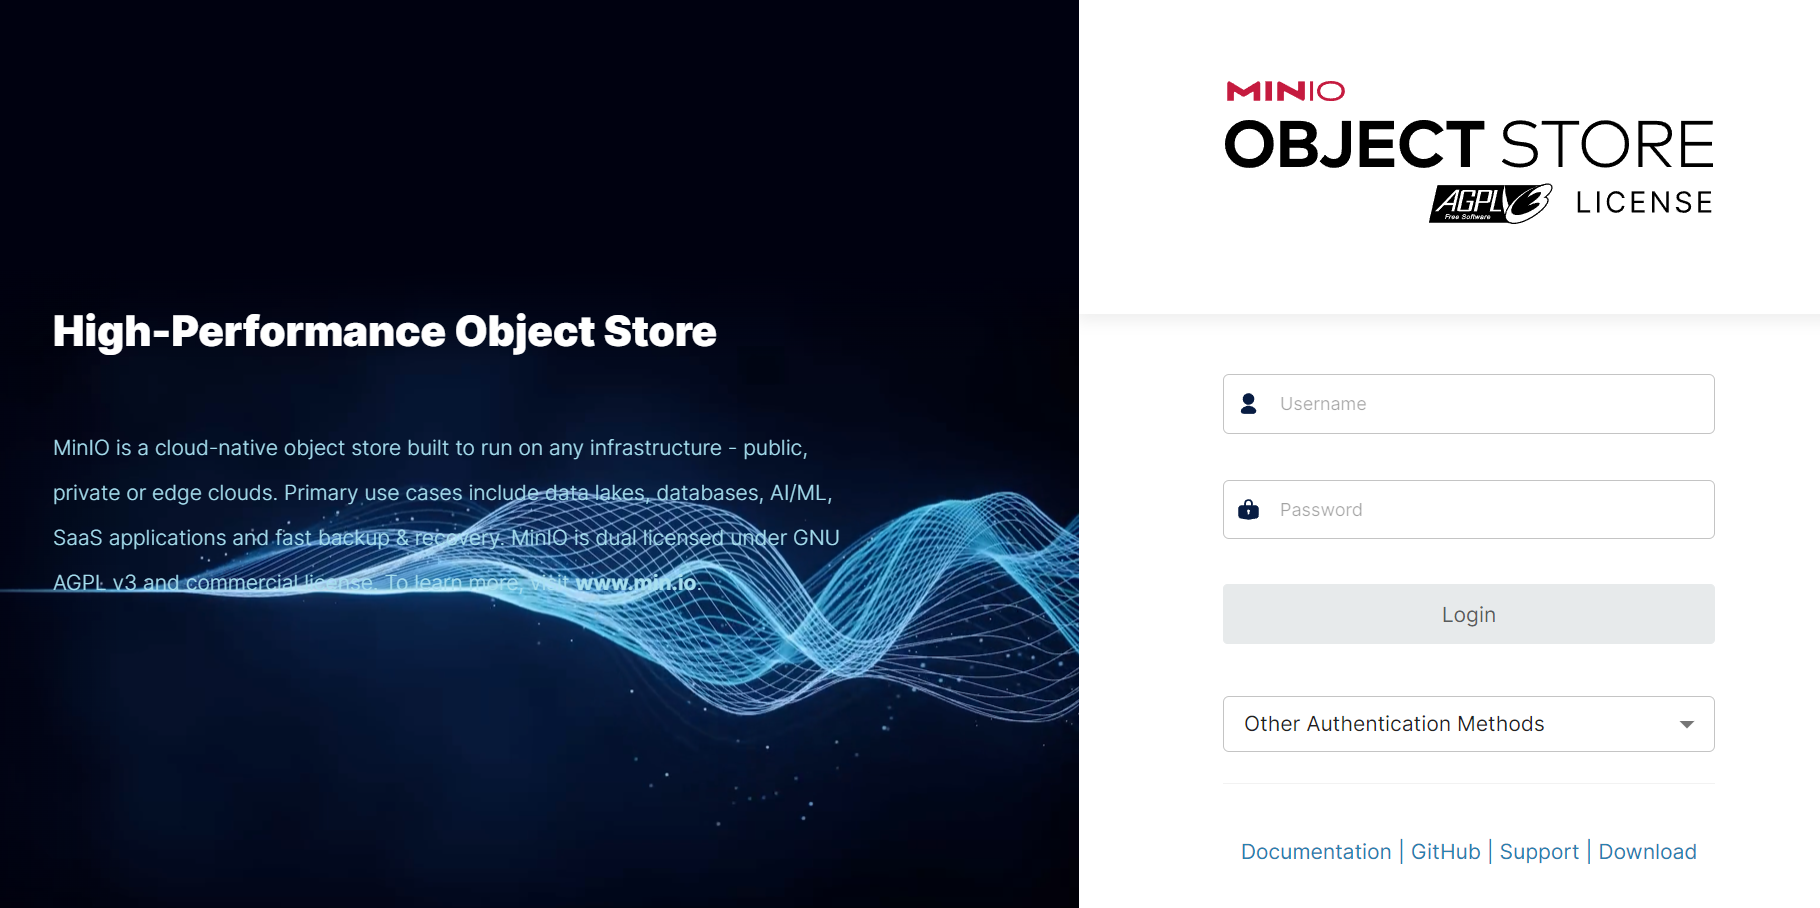 High-Performance Object Store
MinIO is a cloud-native object store built to run on any infrastructure - public,
private or edge clouds. Primary use cases include data lakes, databases, AI/ML,
SaaS applications and fast backup & recovery. MinIO is dual licensed under GNU
AGPL v3 and commercial license. To learn more, visit www.min.io.
MINIO
OBJECT STORE
AGPLv3 LICENSE
Free Software
Username
Password
Login
Other Authentication Methods
Documentation | GitHub | Support | Download